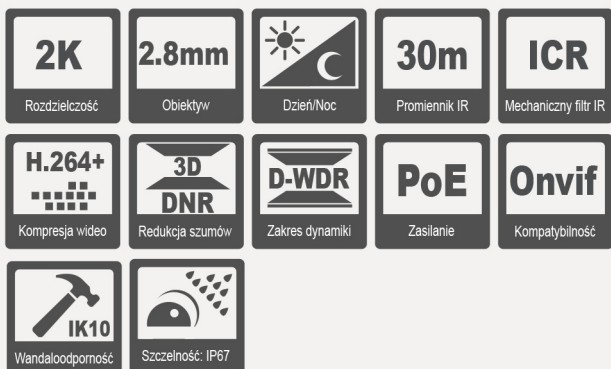 2K
Rozdzielczość
2.8mm
Obiektyw
Dzień/Noc
30m
Promiennik IR
ICR
Mechaniczny filtr IR
H.264+
Kompresja wideo
3D
DNR
Redukcja szumów
D-WDR
Zakres dynamiki
PoE
Zasilanie
Onvif
Kompatybilność
IK10
Wandaloodporność
Szczelność: IP67